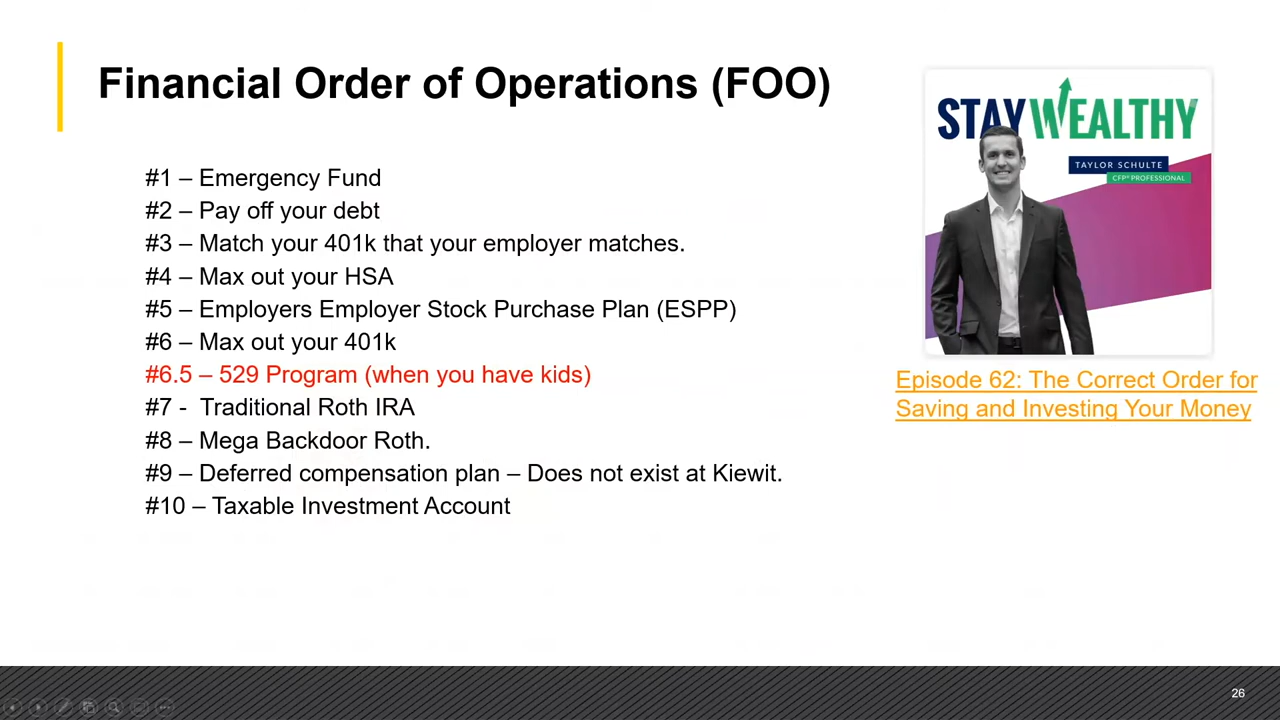 Financial Order of Operations (FOO)
#1 – Emergency Fund
#2 – Pay off your debt
#3 – Match your 401k that your employer matches.
#4 – Max out your HSA
#5 – Employers Employer Stock Purchase Plan (ESPP)
#6 – Max out your 401k
#6.5 – 529 Program (when you have kids)
#7 -  Traditional Roth IRA
#8 – Mega Backdoor Roth.
#9 – Deferred compensation plan – Does not exist at Kiewit.
#10 – Taxable Investment Account
STAY WEALTHY
TAYLOR SCHULTE
CFP® PROFESSIONAL
Episode 62: The Correct Order for
Saving and Investing Your Money
26